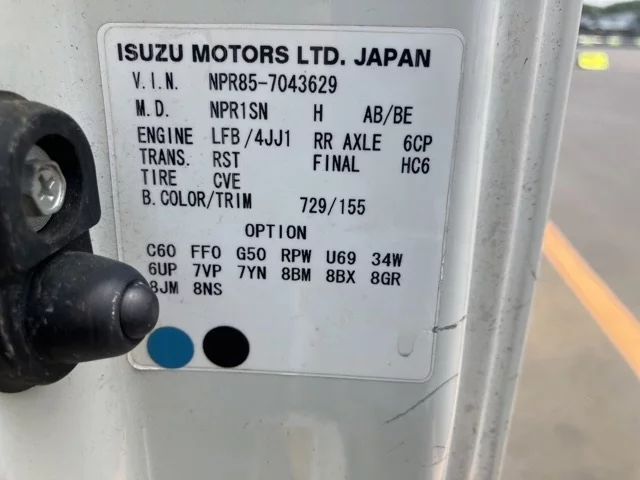 ISUZU MOTORS LTD. JAPAN
V.I.N. NPR85-7043629
M.D. NPR1SN H AB/BE
ENGINE LFB/4JJ1 RR AXLE 6CP
TRANS. RST FINAL HC6
TIRE CVE
B.COLOR/TRIM 729/155
OPTION
C60 FF0 G50 RPW U69 34W
6UP 7VP 7YN 8BM 8BX 8GR
8JM 8NS